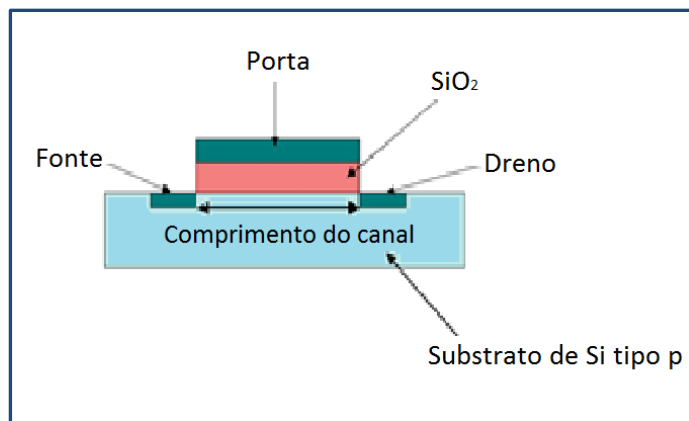 Porta
SiO₂
Fonte
Dreno
Comprimento do canal
Substrato de Si tipo p